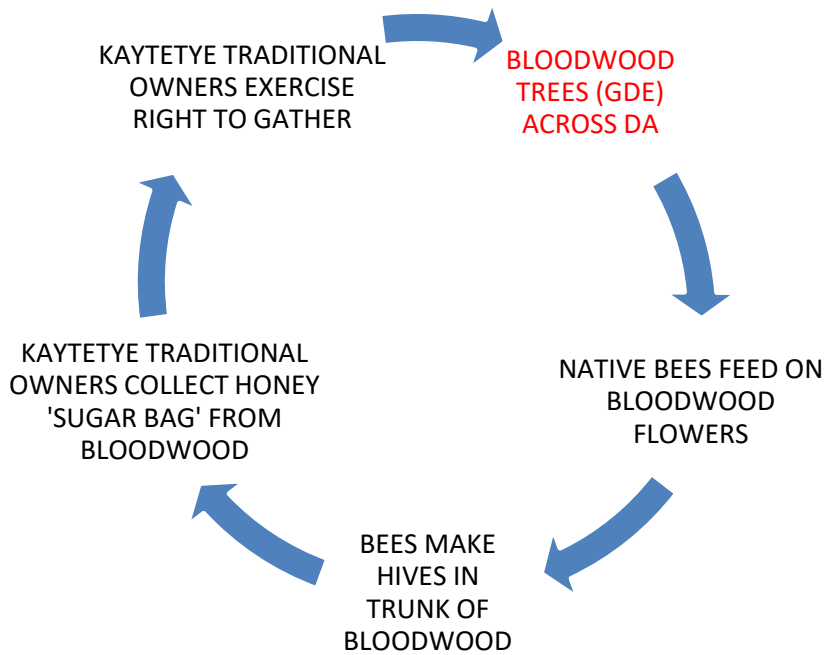 KAYTETYE TRADITIONAL
OWNERS EXERCISE
RIGHT TO GATHER
BLOODWOOD
TREES (GDE)
ACROSS DA
NATIVE BEES FEED ON
BLOODWOOD
FLOWERS
BEES MAKE
HIVES IN
TRUNK OF
BLOODWOOD
KAYTETYE TRADITIONAL
OWNERS COLLECT HONEY
'SUGAR BAG' FROM
BLOODWOOD